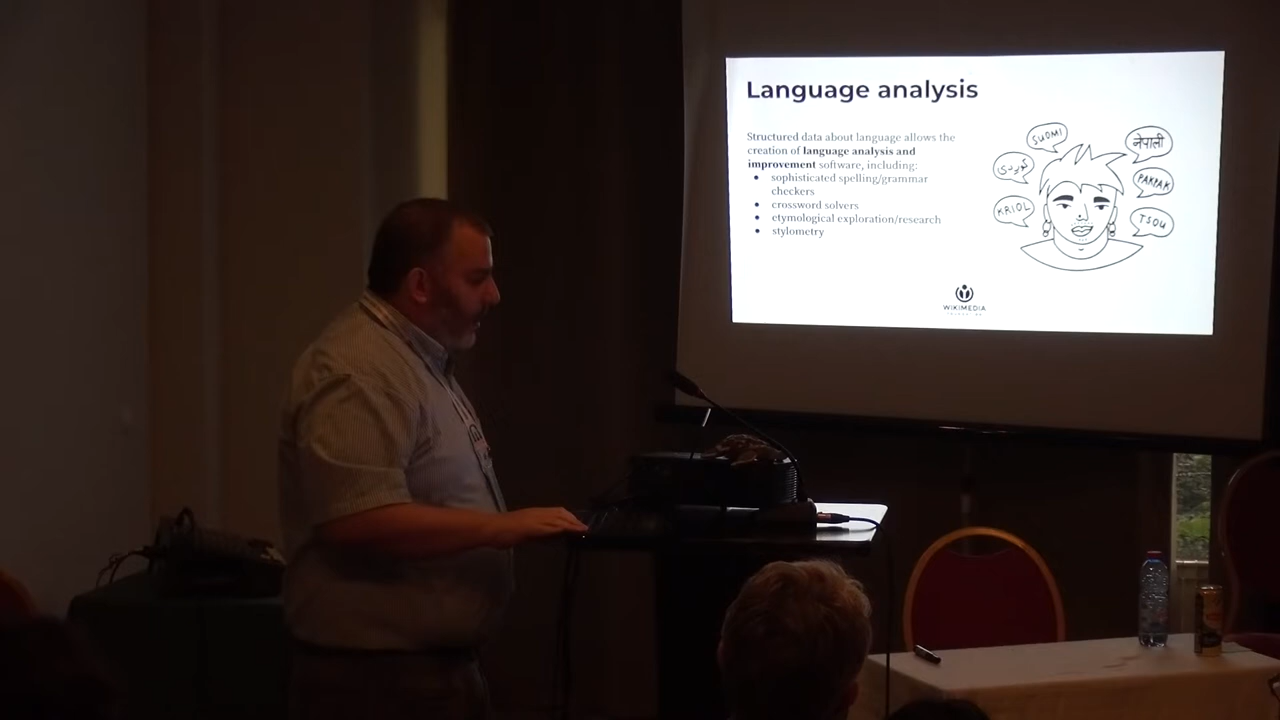 Language analysis
Structured data about language allows the
creation of language analysis and
improvement software, including:
● sophisticated spelling/grammar
checkers
● crossword solvers
● etymological exploration/research
● stylometry
SUOMI
नेपाली
PAKPAK
KRIOL
TSOU
WIKIMEDIA